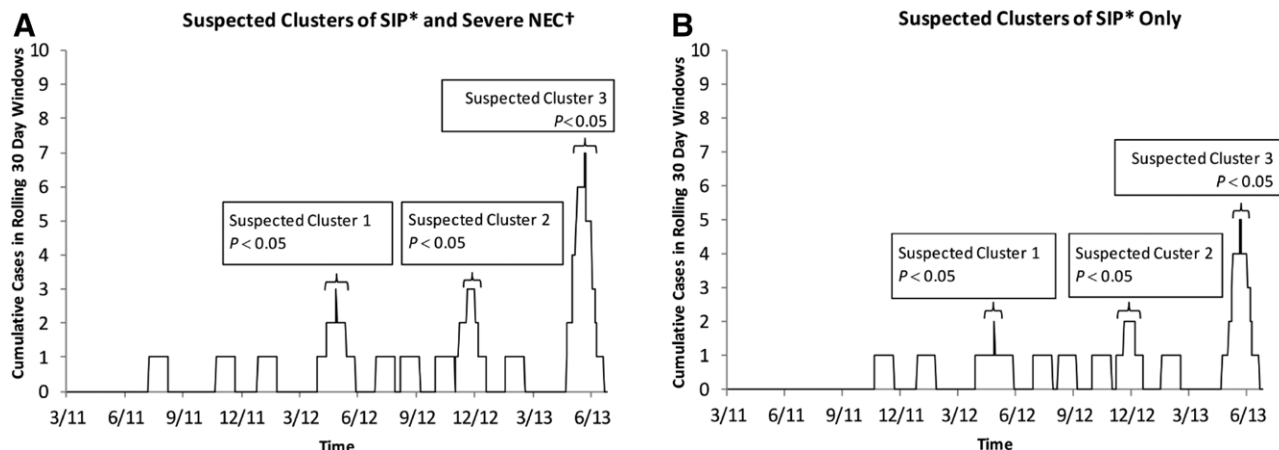 A
Suspected Clusters of SIP* and Severe NEC†
Cumulative Cases in Rolling 30 Day Windows
10
9
8
7
6
5
4
3
2
1
0
Suspected Cluster 1
P < 0.05
Suspected Cluster 2
P < 0.05
Suspected Cluster 3
P < 0.05
3/11 6/11 9/11 12/11 3/12 6/12 9/12 12/12 3/13 6/13
Time
B
Suspected Clusters of SIP* Only
Cumulative Cases in Rolling 30 Day Windows
10
9
8
7
6
5
4
3
2
1
0
Suspected Cluster 1
P < 0.05
Suspected Custer 2
P < 0.05
Suspected Cluster 3
P < 0.05
3/11 6/11 9/11 12/11 3/12 6/12 9/12 12/12 3/13 6/13
Time